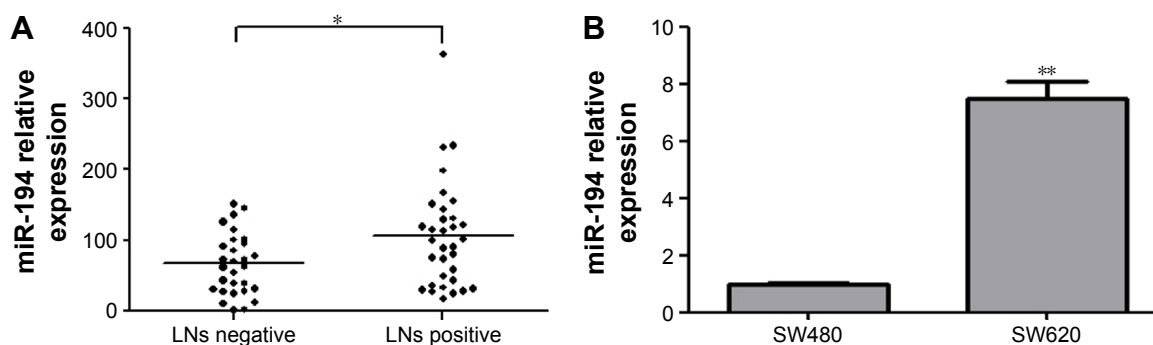 A
miR-194 relative
expression
400
300
200
100
0
*
LNs negative
LNs positive
B
miR-194 relative
expression
10
8
6
4
2
0
**
SW480
SW620